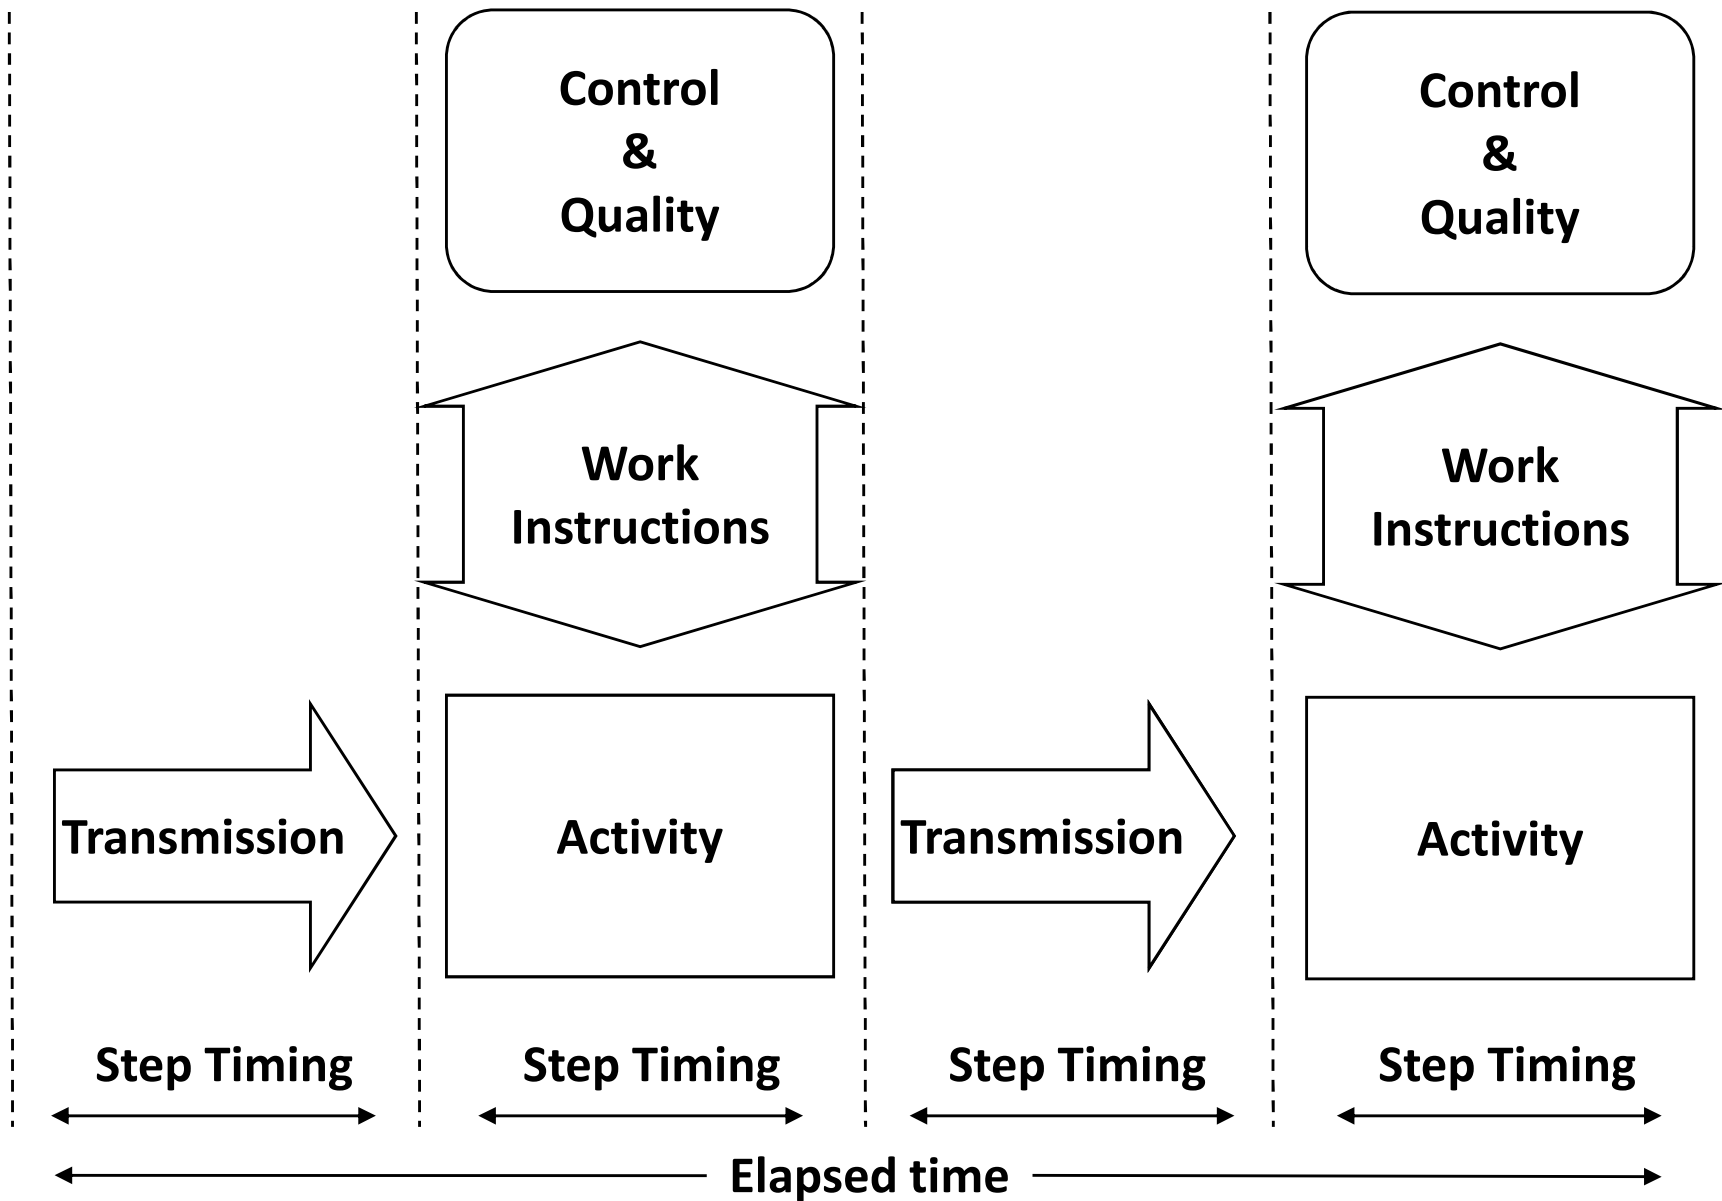 Control
&
Quality
Control
&
Quality
Work
Instructions
Work
Instructions
Transmission
Activity
Transmission
Activity
Step Timing
Step Timing
Step Timing
Step Timing
Elapsed time